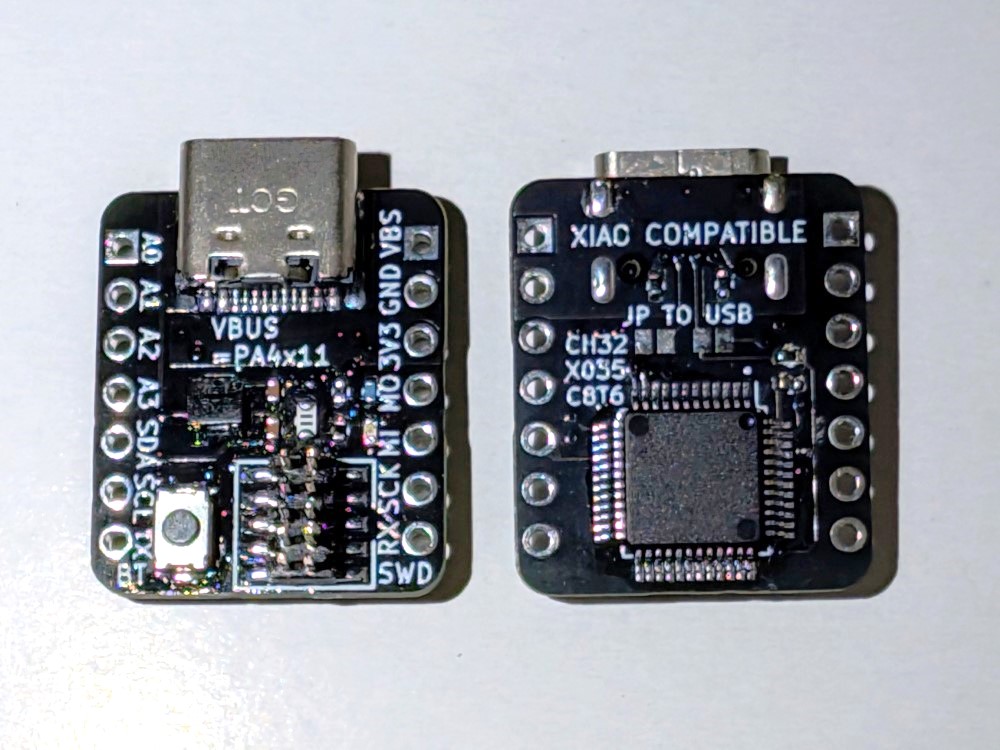 GCT
A0
A1
A2
A3
SDA
SCL
TX
BT
VBUS
=PA4x11
VBS
GND
3V3
MO
MI
SCK
RX
SWD
XIAO COMPATIBLE
JP TO USB
CH32
X035
C8T6